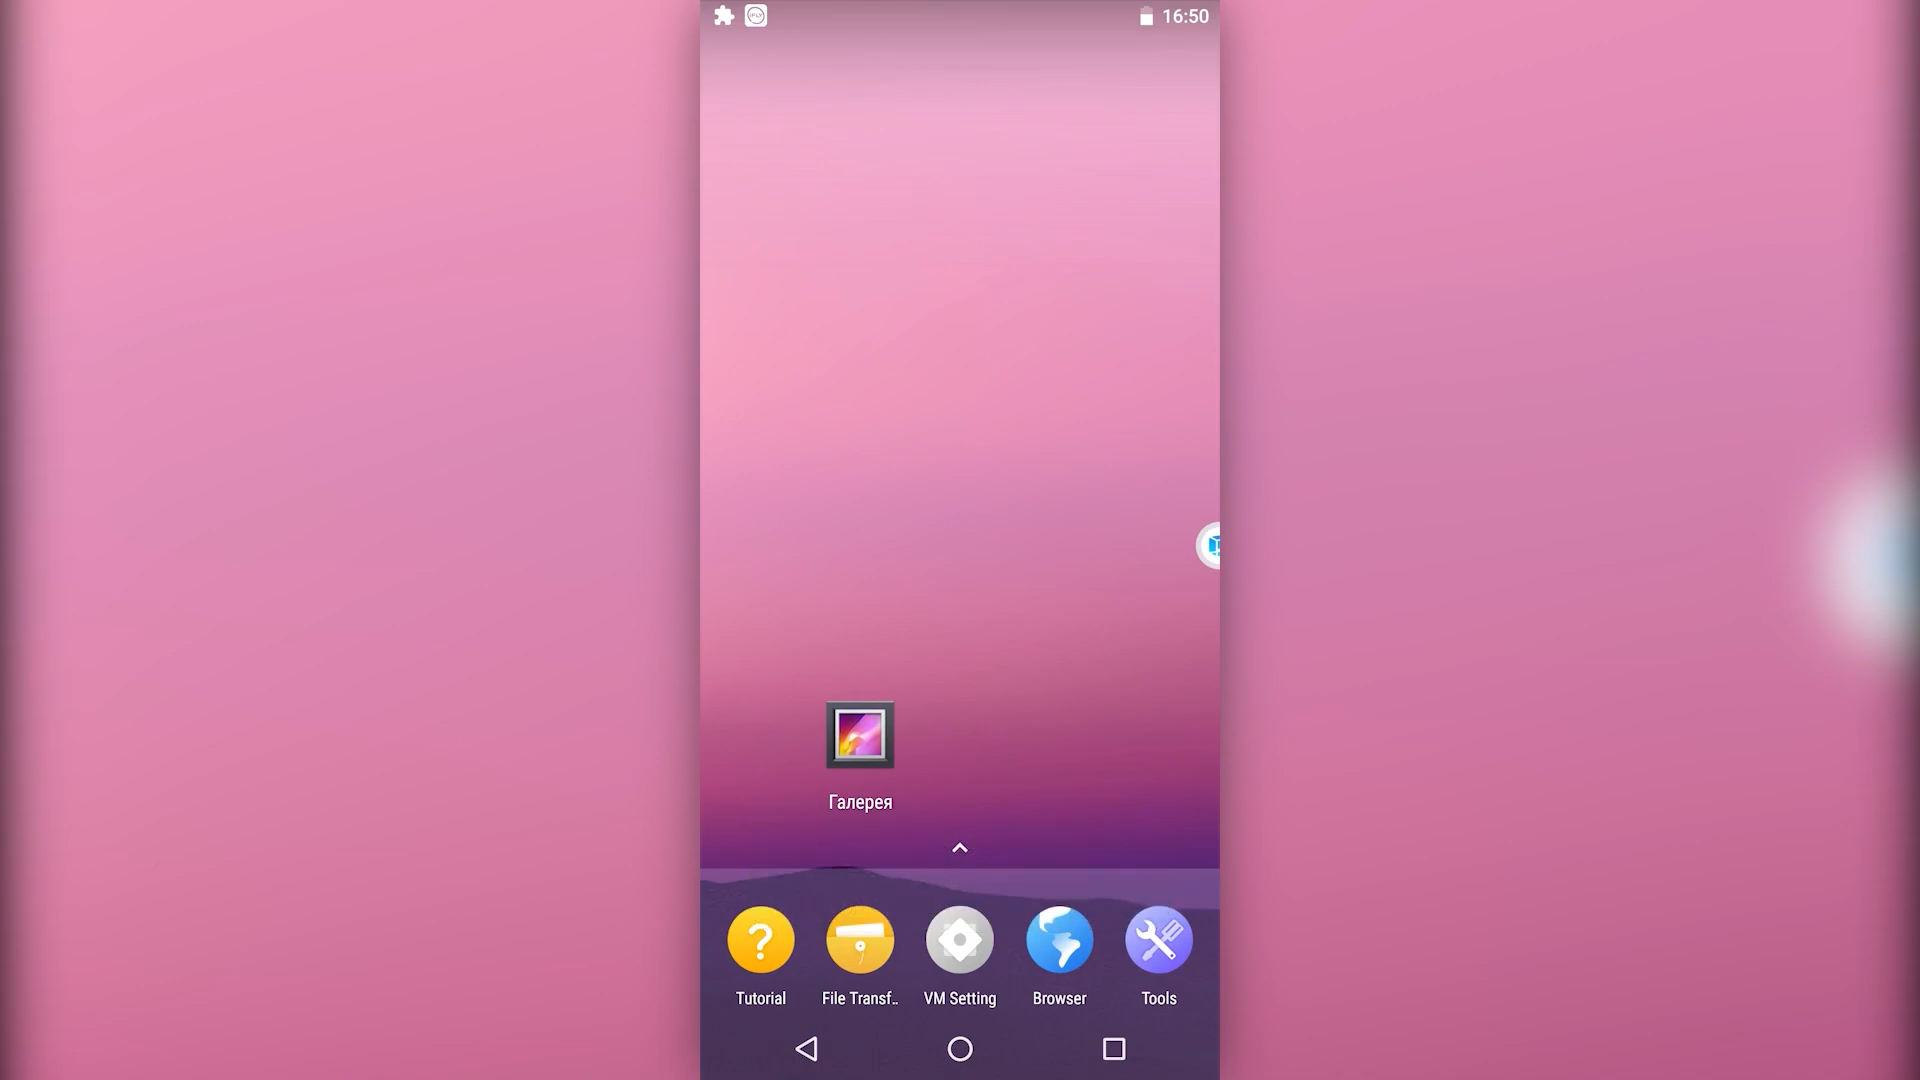 16:50
Галерея
Tutorial
File Transf..
VM Setting
Browser
Tools